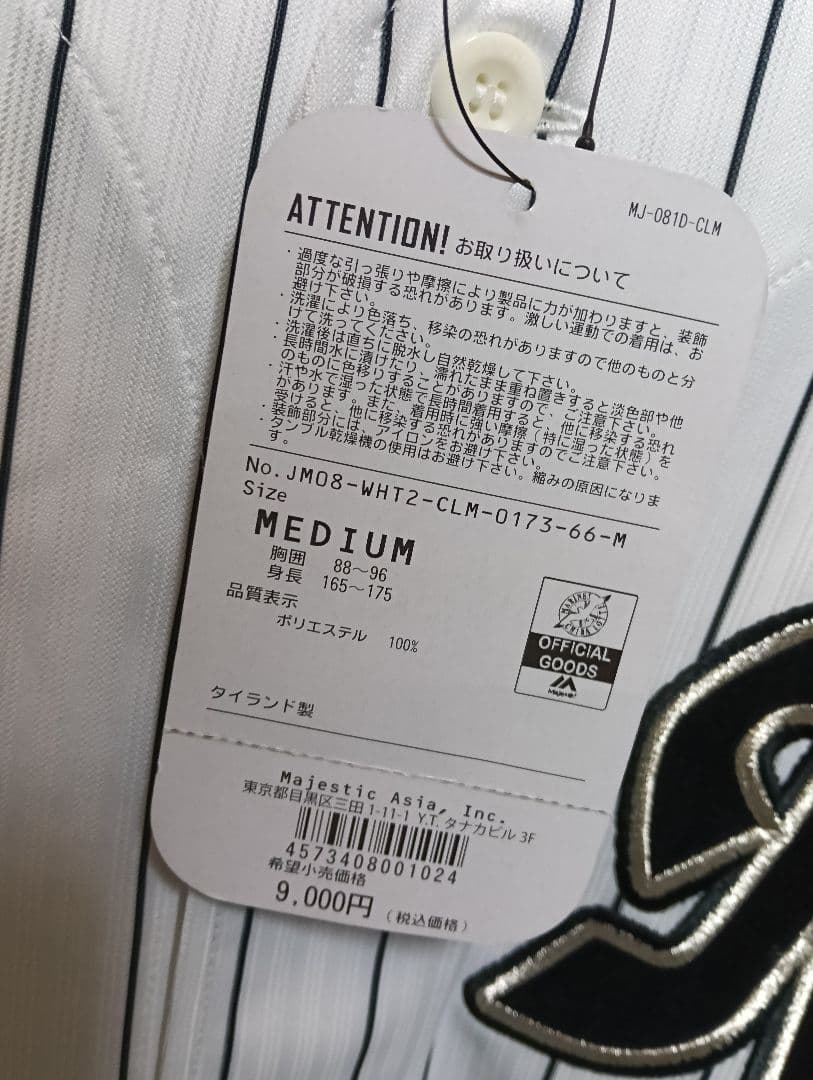 MJ-081D-CLM
ATTENTION! お取り扱いについて
・過度な引っ張りや摩擦により製品に力が加わりますと、装飾
部分が破損する恐れがあります。激しい運動での着用は、お
避け下さい。
・洗濯により色落ち、移染の恐れがありますので他のものと分
けて洗ってください。
・洗濯後は直ちに脱水し自然乾燥して下さい。
・長時間水に漬けたり、濡れたまま重ね置きすると淡色部や他
のものに色移りすることがありますので、ご注意下さい。
・汗や水で湿った状態で長時間着用すると、他に移染する恐れ
があります。また、着用時に強い摩擦（特に湿った状態）を
受けると、他に移染する恐れがありますのでご注意下さい。
・装飾部分には、アイロンをお避け下さい。
・タンブル乾燥機の使用はお避け下さい。縮みの原因になりま
す。
No.JM08-WHT2-CLM-0173-66-M
Size
MEDIUM
胸囲 88～96
身長 165～175
品質表示
ポリエステル 100%
OFFICIAL
GOODS
Majestic
タイランド製
Majestic Asia, Inc.
東京都目黒区三田 1-11-1 Y.T. タナカビル 3F
4573408001024
希望小売価格
9,000円 （税込価格）